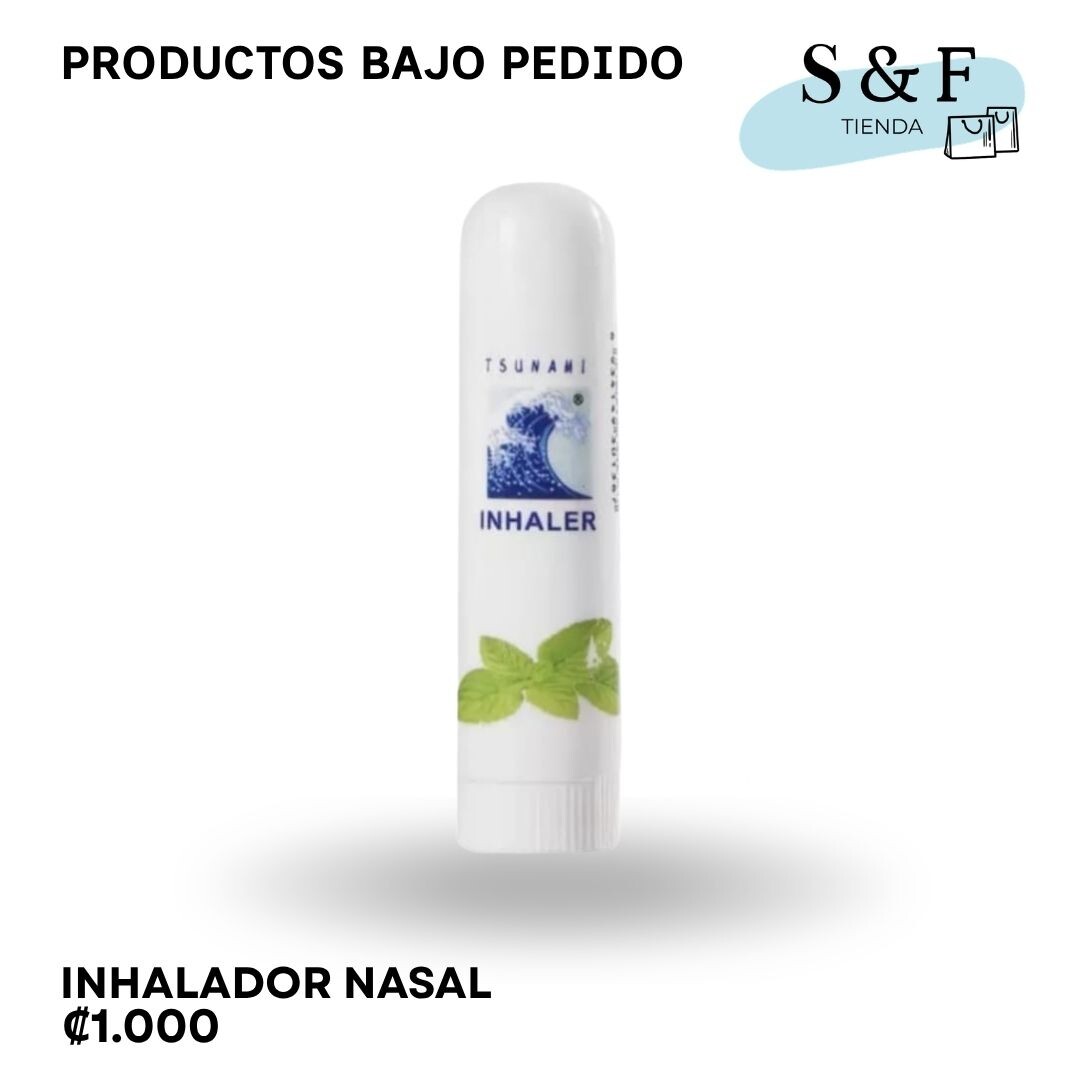 PRODUCTOS BAJO PEDIDO
S & F
TIENDA
TSUNAMI
®
INHALER
INHALADOR NASAL
₡1.000